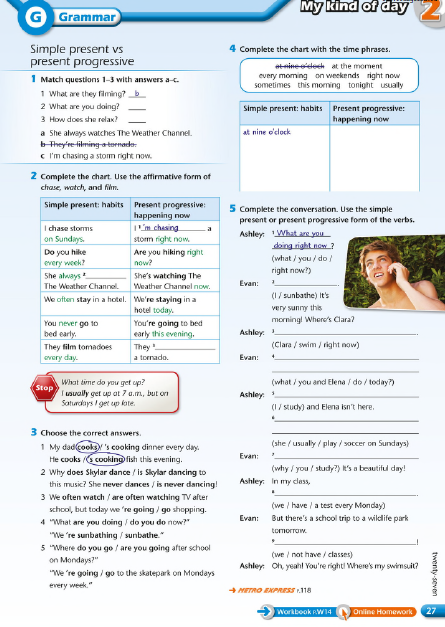 G Grammar
My kind of day 2
Simple present vs
present progressive
1 Match questions 1–3 with answers a–c.
1 What are they filming? b
2 What are you doing? ____
3 How does she relax? ____
a She always watches The Weather Channel.
b They're filming a tornado.
c I'm chasing a storm right now.
2 Complete the chart. Use the affirmative form of
chase, watch, and film.
Simple present: habits
Present progressive:
happening now
I chase storms
on Sundays.
I 1 'm chasing a
storm right now.
Do you hike
every week?
Are you hiking right
now?
She always 2________
The Weather Channel.
She's watching The
Weather Channel now.
We often stay in a hotel.
We're staying in a
hotel today.
You never go to
bed early.
You're going to bed
early this evening.
They film tornadoes
every day.
They 3________
a tornado.
Stop
What time do you get up?
I usually get up at 7 a.m., but on
Saturdays I get up late.
3 Choose the correct answers.
1 My dad cooks / 's cooking dinner every day.
He cooks / 's cooking fish this evening.
2 Why does Skylar dance / is Skylar dancing to
this music? She never dances / is never dancing!
3 We often watch / are often watching TV after
school, but today we 're going / go shopping.
4 "What are you doing / do you do now?"
"We 're sunbathing / sunbathe."
5 "Where do you go / are you going after school
on Mondays?"
"We 're going / go to the skatepark on Mondays
every week."
4 Complete the chart with the time phrases.
at nine o'clock at the moment
every morning on weekends right now
sometimes this morning tonight usually
Simple present: habits
Present progressive:
happening now
at nine o'clock
5 Complete the conversation. Use the simple
present or present progressive form of the verbs.
Ashley: 1 What are you
doing right now ?
(what / you / do /
right now?)
Evan: 2________
(I / sunbathe) It's
very sunny this
morning! Where's Clara?
Ashley: 3________.
(Clara / swim / right now)
Evan: 4________
(what / you and Elena / do / today?)
Ashley: 5________
(I / study) and Elena isn't here.
6________
(she / usually / play / soccer on Sundays)
Evan: 7________
(why / you / study?) It's a beautiful day!
Ashley: In my class,
8________.
(we / have / a test every Monday)
Evan: But there's a school trip to a wildlife park
tomorrow.
9________!
(we / not have / classes)
Ashley: Oh, yeah! You're right! Where's my swimsuit?
METRO EXPRESS P.118
twenty-seven
Workbook P.W14 Online Homework 27